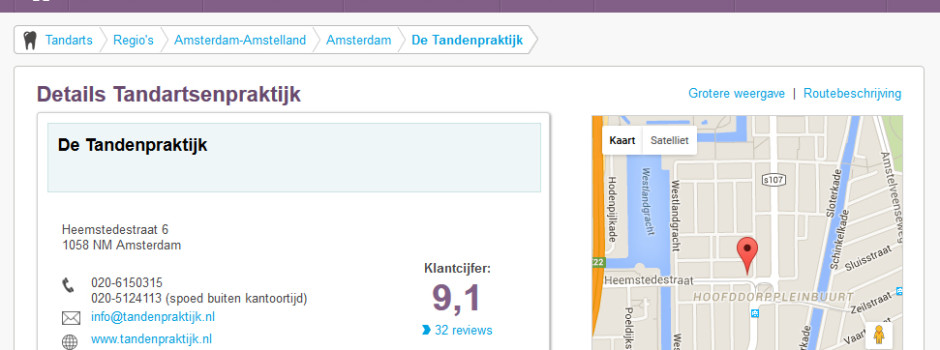 Tandarts Regio's Amsterdam-Amstelland Amsterdam De Tandenpraktijk
Details Tandartsenpraktijk
Grotere weergave | Routebeschrijving
De Tandenpraktijk
Heemstedestraat 6
1058 NM Amsterdam
020-6150315
020-5124113 (spoed buiten kantoortijd)
info@tandenpraktijk.nl
www.tandenpraktijk.nl
Klantcijfer:
9,1
32 reviews
Kaart Satelliet
s107
Hodenpijlkade
Westlandgracht
Westlandgracht
Sloterkade
Schinkelkade
Amstelveenseweg
Sluisstraat
22
Heemstedestraat
HOOFDDORPPLEINBUURT
Zeilstraat
Poeldijks
kade
Vaart